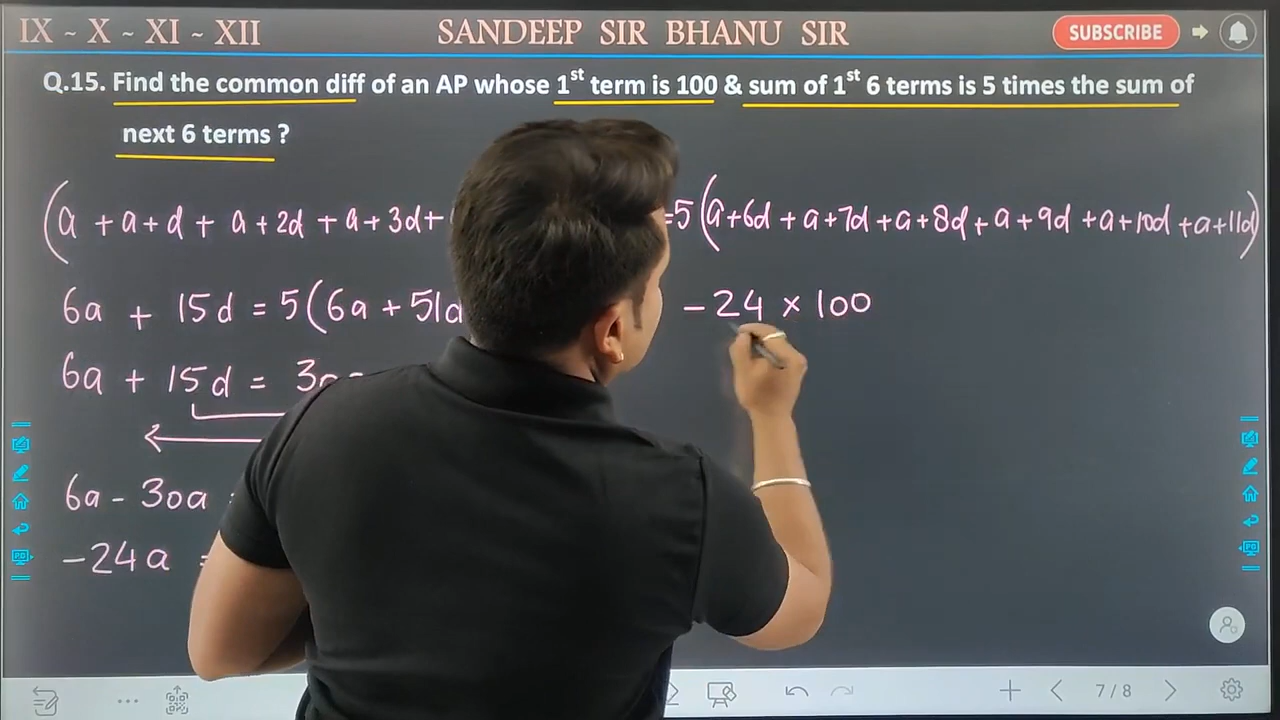 IX ~ X ~ XI ~ XII SANDEEP SIR BHANU SIR SUBSCRIBE
Q.15. Find the common diff of an AP whose 1st term is 100 & sum of 1st 6 terms is 5 times the sum of
next 6 terms ?
(a + a+d + a+2d + a+3d+ =5(a+6d + a+7d + a+8d + a+9d + a+10d + a+11d)
6a + 15d = 5(6a + 51d
-24 × 100
6a + 15d = 30a
6a - 30a =
-24a =
7/8